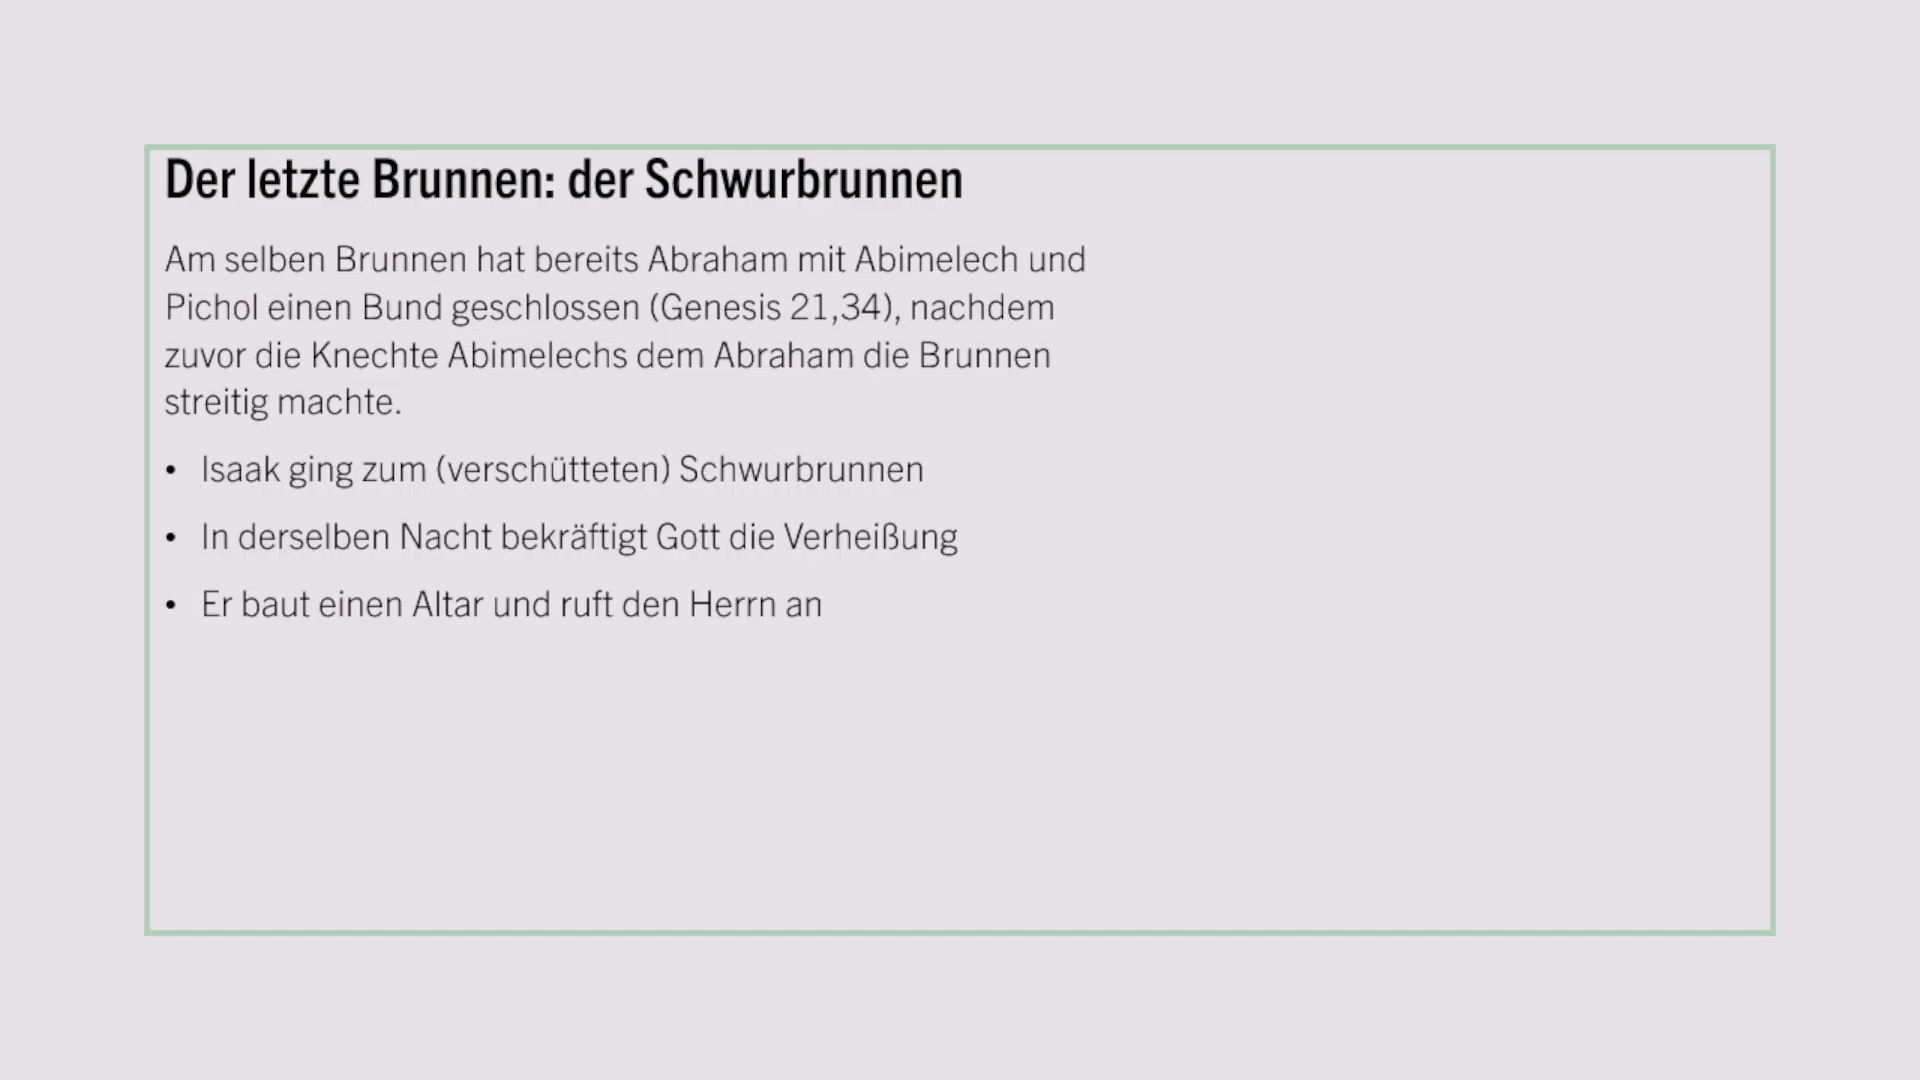 Der letzte Brunnen: der Schwurbrunnen
Am selben Brunnen hat bereits Abraham mit Abimelech und
Pichol einen Bund geschlossen (Genesis 21,34), nachdem
zuvor die Knechte Abimelechs dem Abraham die Brunnen
streitig machte.
• Isaak ging zum (verschütteten) Schwurbrunnen
• In derselben Nacht bekräftigt Gott die Verheißung
• Er baut einen Altar und ruft den Herrn an